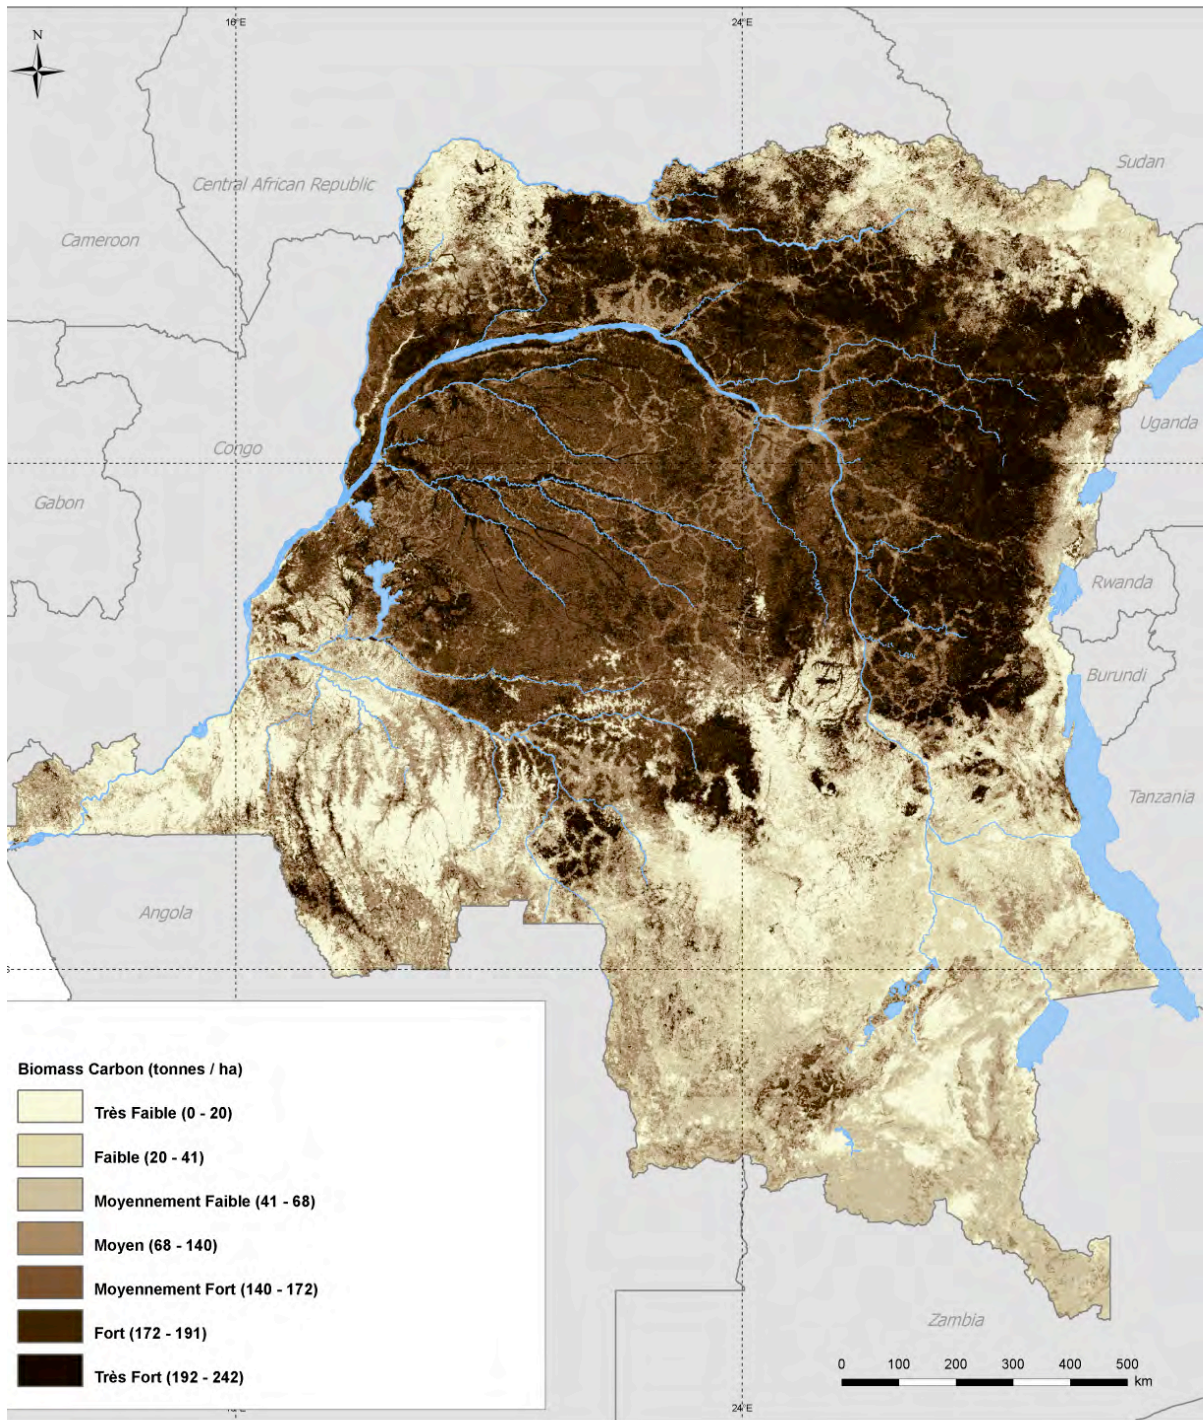 16°E
24°E
N
Sudan
Central African Republic
Cameroon
Uganda
Congo
Gabon
Rwanda
Burundi
Tanzania
Angola
Biomass Carbon (tonnes / ha)
Très Faible (0 - 20)
Faible (20 - 41)
Moyennement Faible (41 - 68)
Moyen (68 - 140)
Moyennement Fort (140 - 172)
Fort (172 - 191)
Très Fort (192 - 242)
Zambia
0 100 200 300 400 500
km
24°E